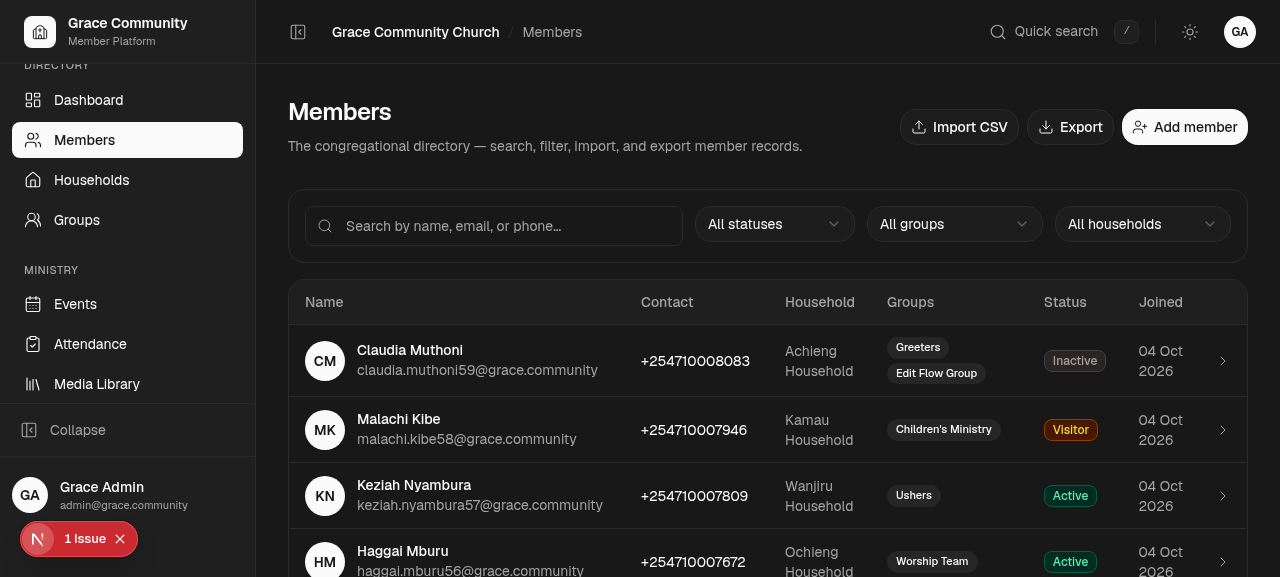 Grace Community
Member Platform
DIRECTORY
Dashboard
Members
Households
Groups
MINISTRY
Events
Attendance
Media Library
Collapse
GA
Grace Admin
admin@grace.community
N
1 Issue
Grace Community Church / Members
Quick search /
GA
Members
The congregational directory — search, filter, import, and export member records.
Import CSV
Export
Add member
Search by name, email, or phone…
All statuses
All groups
All households
Name Contact Household Groups Status Joined
CM
Claudia Muthoni
claudia.muthoni59@grace.community
+254710008083
Achieng
Household
Greeters
Edit Flow Group
Inactive
04 Oct
2026
MK
Malachi Kibe
malachi.kibe58@grace.community
+254710007946
Kamau
Household
Children's Ministry
Visitor
04 Oct
2026
KN
Keziah Nyambura
keziah.nyambura57@grace.community
+254710007809
Wanjiru
Household
Ushers
Active
04 Oct
2026
HM
Haggai Mburu
haggai.mburu56@grace.community
+254710007672
Ochieng
Household
Worship Team
Active
04 Oct
2026